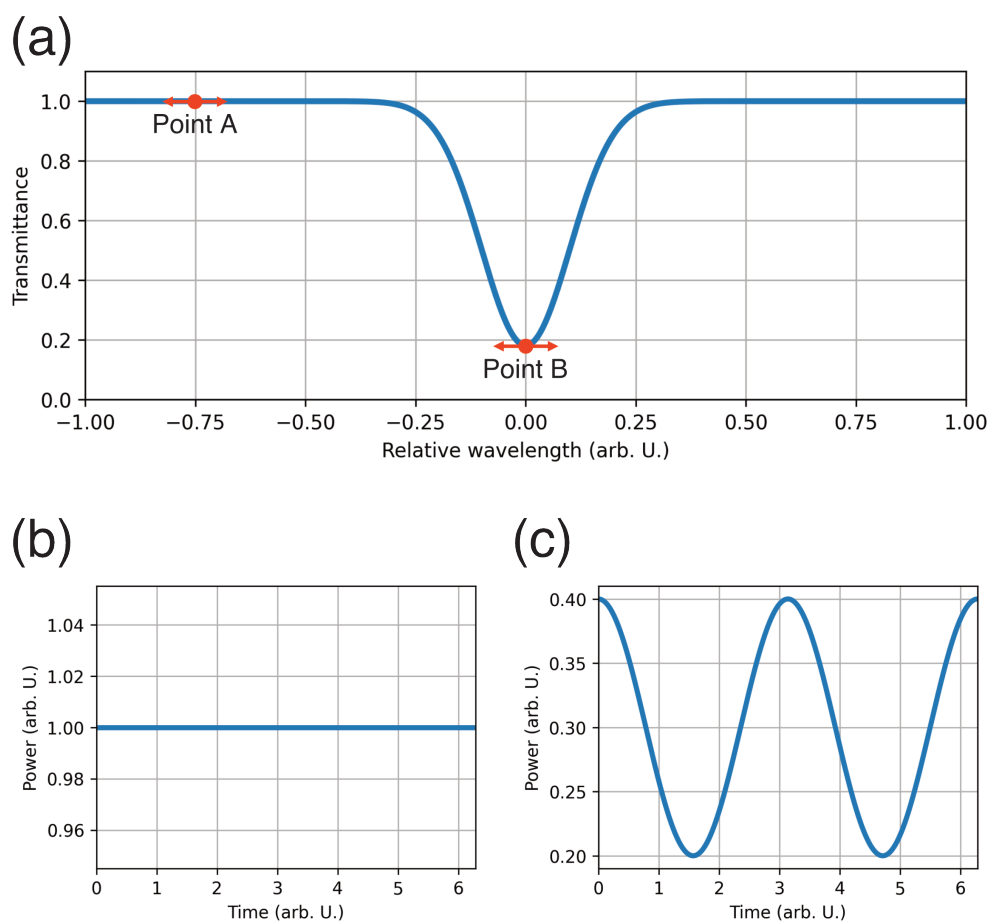 (a)
1.0
0.8
0.6
0.4
0.2
0.0
Transmittance
Point A
Point B
−1.00 −0.75 −0.50 −0.25 0.00 0.25 0.50 0.75 1.00
Relative wavelength (arb. U.)
(b)
1.04
1.02
1.00
0.98
0.96
Power (arb. U.)
0 1 2 3 4 5 6
Time (arb. U.)
(c)
0.40
0.35
0.30
0.25
0.20
Power (arb. U.)
0 1 2 3 4 5 6
Time (arb. U.)